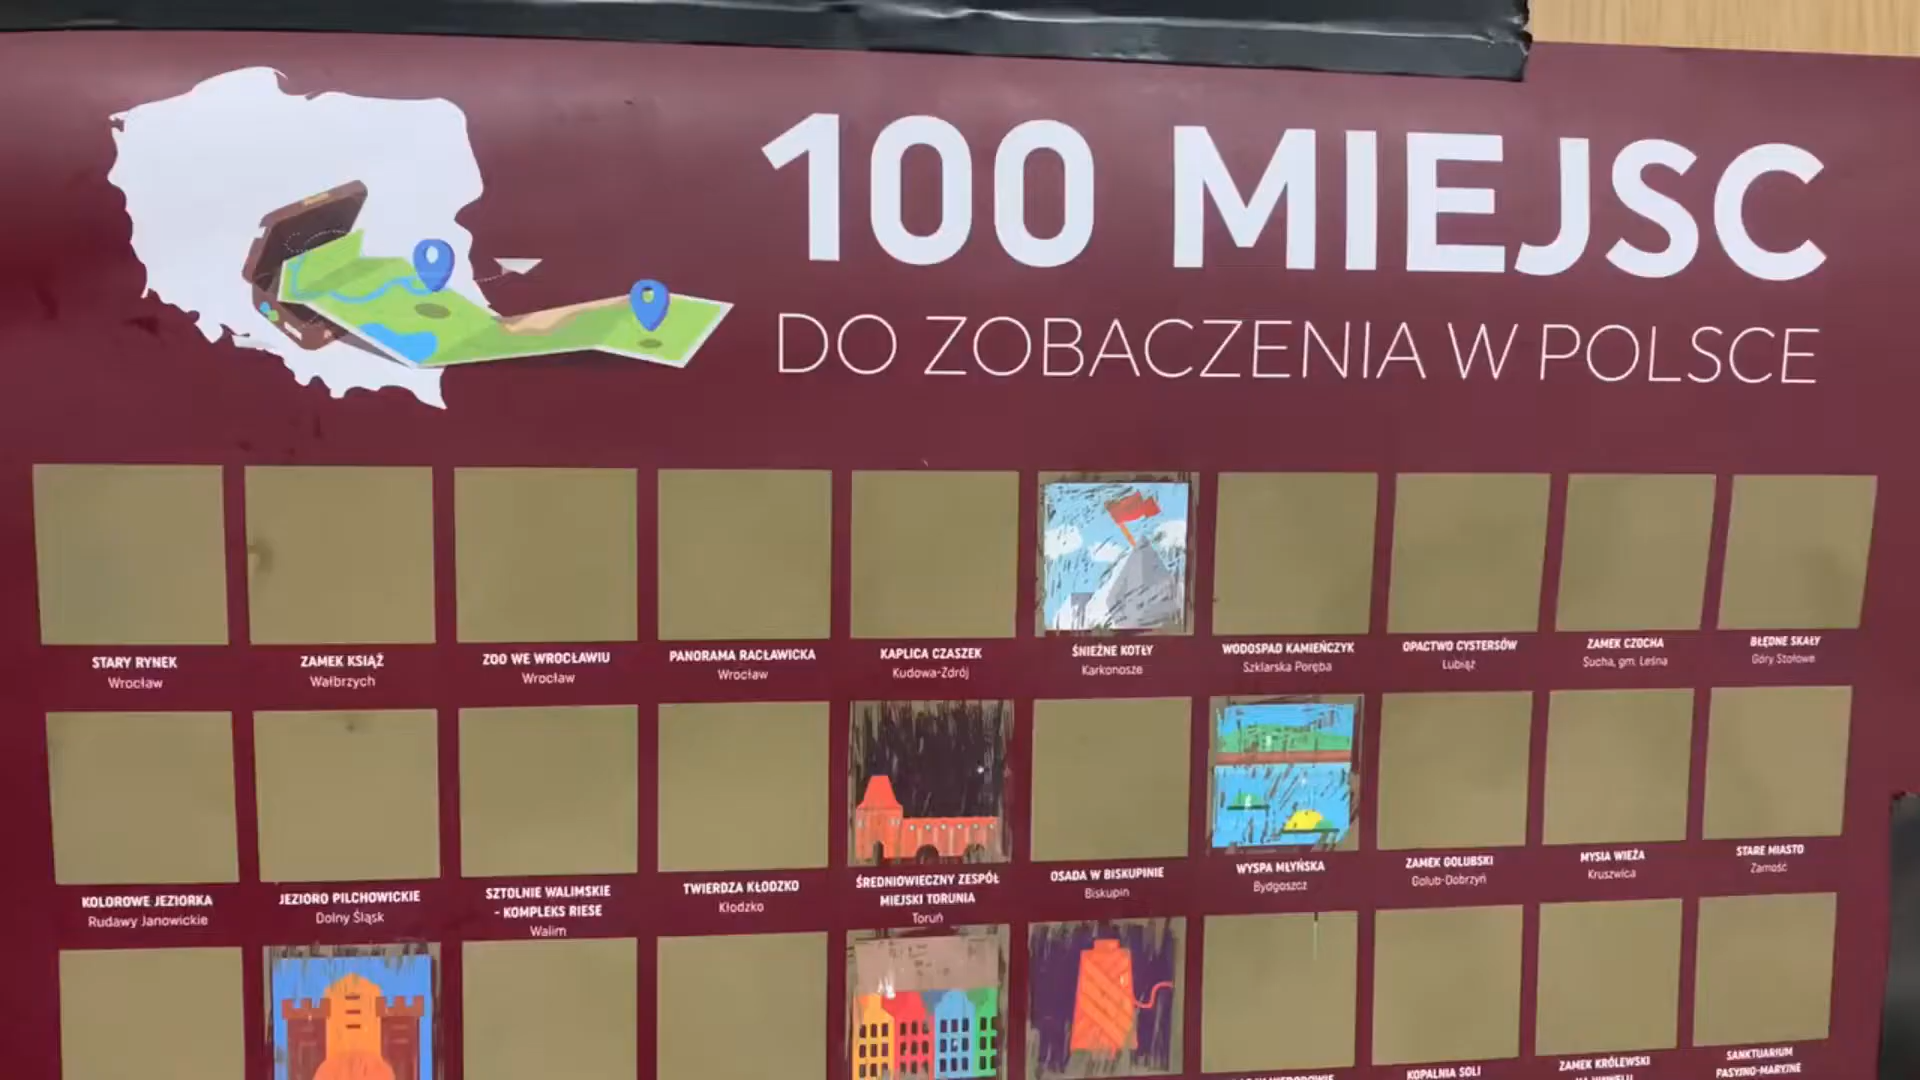 100 MIEJSC
DO ZOBACZENIA W POLSCE
STARY RYNEK
Wrocław
ZAMEK KSIĄŻ
Wałbrzych
ZOO WE WROCŁAWIU
Wrocław
PANORAMA RACŁAWICKA
Wrocław
KAPLICA CZASZEK
Kudowa-Zdrój
ŚNIEŻNE KOTŁY
Karkonosze
WODOSPAD KAMIEŃCZYK
Szklarska Poręba
OPACTWO CYSTERSÓW
Lubiąż
ZAMEK CZOCHA
Sucha, gm. Leśna
BŁĘDNE SKAŁY
Góry Stołowe
KOLOROWE JEZIORKA
Rudawy Janowickie
JEZIORO PILCHOWICKIE
Dolny Śląsk
SZTOLNIE WALIMSKIE
- KOMPLEKS RIESE
Walim
TWIERDZA KŁODZKO
Kłodzko
ŚREDNIOWIECZNY ZESPÓŁ
MIEJSKI TORUNIA
Toruń
OSADA W BISKUPINIE
Biskupin
WYSPA MŁYŃSKA
Bydgoszcz
ZAMEK GOLUBSKI
Golub-Dobrzyń
MYSIA WIEŻA
Kruszwica
STARE MIASTO
Zamość
KOPALNIA SOLI
ZAMEK KRÓLEWSKI
SANKTUARIUM
PASYJNO-MARYJNE